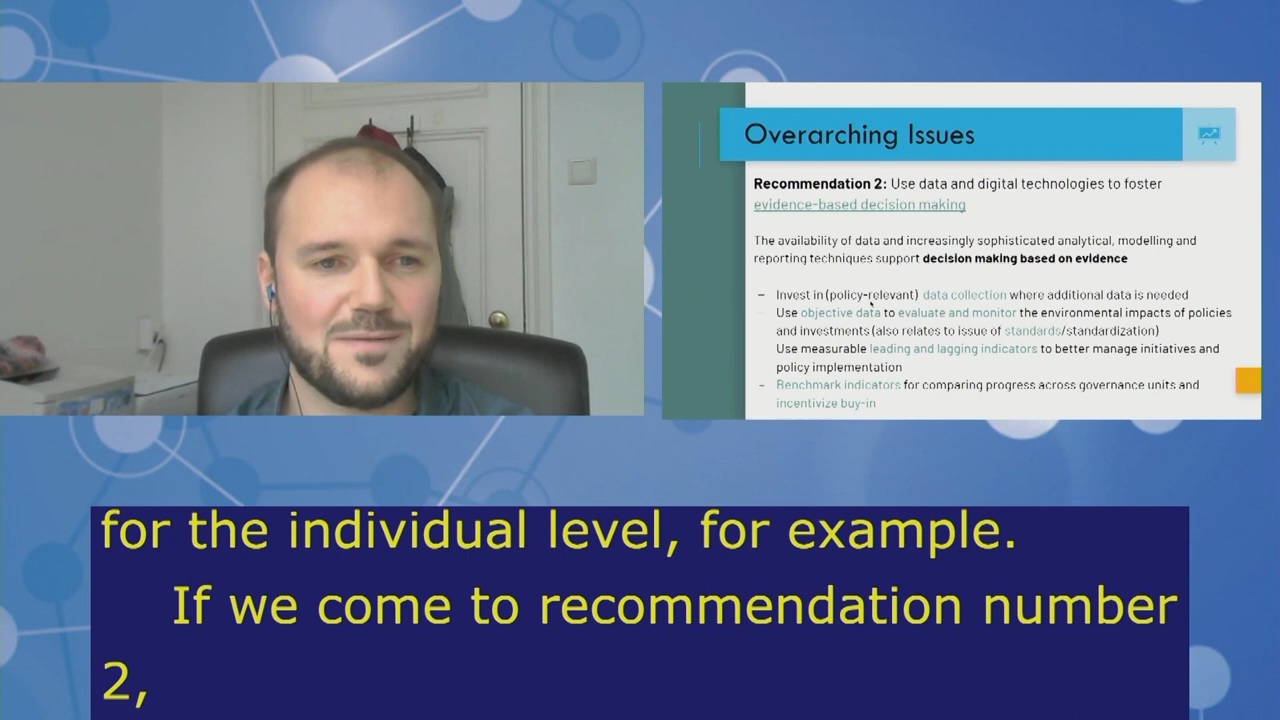 Overarching Issues
Recommendation 2: Use data and digital technologies to foster
evidence-based decision making
The availability of data and increasingly sophisticated analytical, modelling and
reporting techniques support decision making based on evidence
– Invest in (policy-relevant) data collection where additional data is needed
Use objective data to evaluate and monitor the environmental impacts of policies
and investments (also relates to issue of standards/standardization)
Use measurable leading and lagging indicators to better manage initiatives and
policy implementation
– Benchmark indicators for comparing progress across governance units and
incentivize buy-in
for the individual level, for example.
If we come to recommendation number
2,